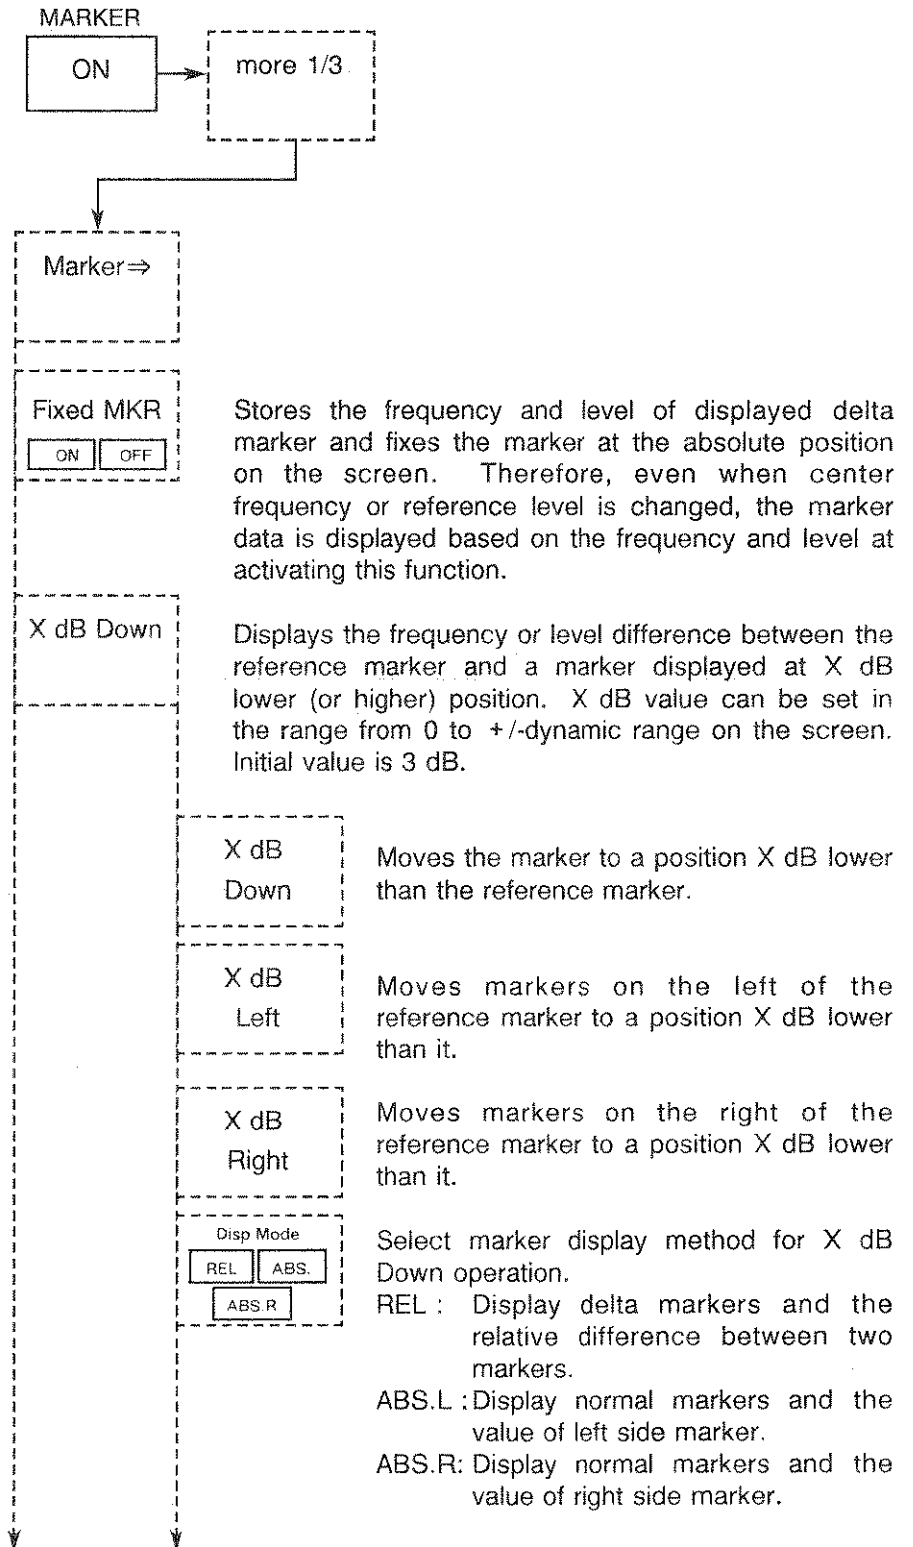 MARKER
ON
more 1/3
Marker⇒
Fixed MKR
ON OFF
Stores the frequency and level of displayed delta
marker and fixes the marker at the absolute position
on the screen. Therefore, even when center
frequency or reference level is changed, the marker
data is displayed based on the frequency and level at
activating this function.
X dB Down
Displays the frequency or level difference between the
reference marker and a marker displayed at X dB
lower (or higher) position. X dB value can be set in
the range from 0 to +/-dynamic range on the screen.
Initial value is 3 dB.
X dB
Down
Moves the marker to a position X dB lower
than the reference marker.
X dB
Left
Moves markers on the left of the
reference marker to a position X dB lower
than it.
X dB
Right
Moves markers on the right of the
reference marker to a position X dB lower
than it.
Disp Mode
REL ABS.
ABS.R
Select marker display method for X dB
Down operation.
REL : Display delta markers and the
relative difference between two
markers.
ABS.L : Display normal markers and the
value of left side marker.
ABS.R: Display normal markers and the
value of right side marker.